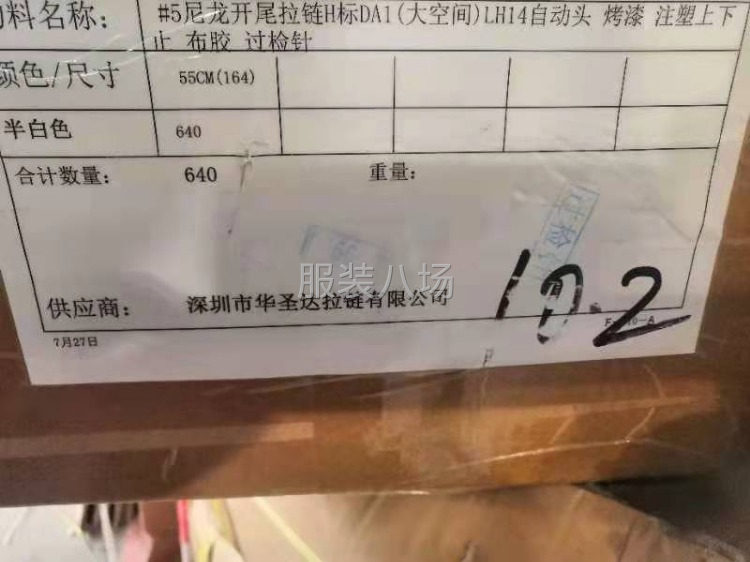 料名称： #5尼龙开尾拉链H标DA1(大空间)LH14自动头 烤漆 注塑上下
止 布胶 过检针
颜色/尺寸 55CM(164)
半白色 640
合计数量： 640 重量：
过检
服装八场
102
供应商： 深圳市华圣达拉链有限公司
7月27日